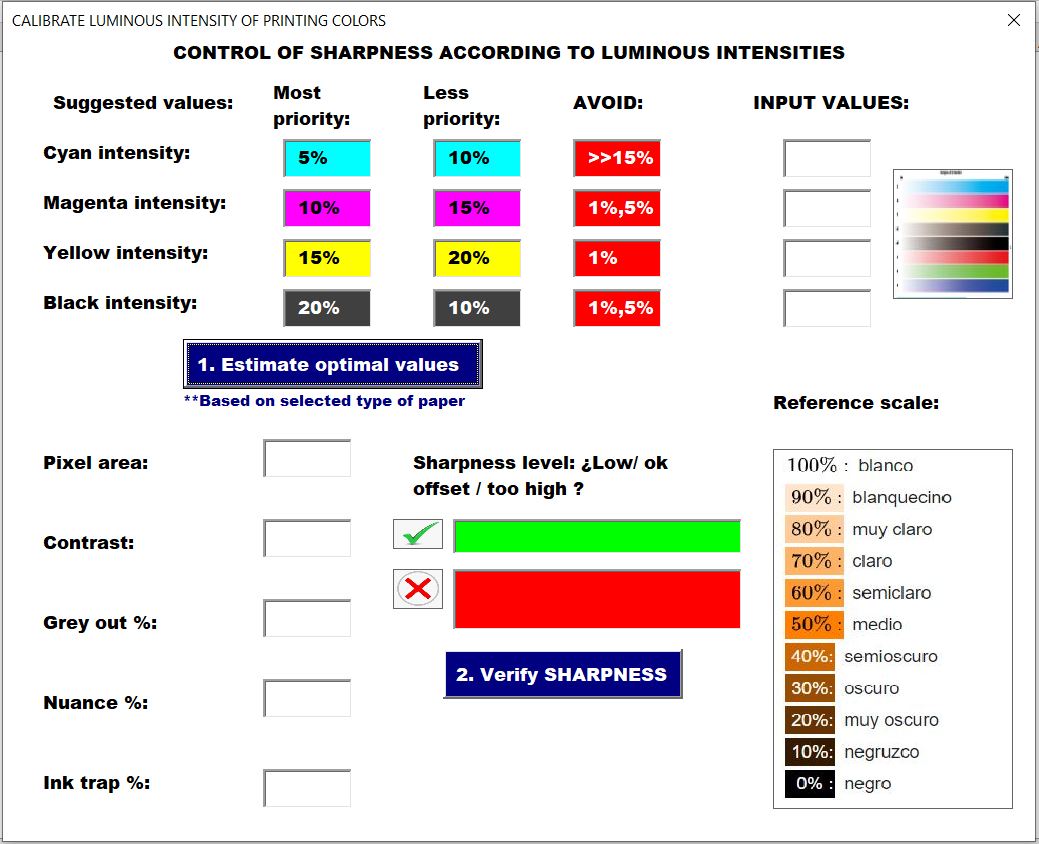 CALIBRATE LUMINOUS INTENSITY OF PRINTING COLORS
CONTROL OF SHARPNESS ACCORDING TO LUMINOUS INTENSITIES
Suggested values:
Most
priority:
Less
priority:
AVOID:
INPUT VALUES:
Cyan intensity:
5%
10%
>>15%
Magenta intensity:
10%
15%
1%,5%
Yellow intensity:
15%
20%
1%
Black intensity:
20%
10%
1%,5%
1. Estimate optimal values
**Based on selected type of paper
Pixel area:
Contrast:
Grey out %:
Nuance %:
Ink trap %:
Sharpness level: ¿Low/ ok
offset / too high ?
2. Verify SHARPNESS
Reference scale:
100% : blanco
90% : blanquecino
80% : muy claro
70% : claro
60% : semiclaro
50% : medio
40%: semioscuro
30%: oscuro
20%: muy oscuro
10%: negruzco
0% : negro